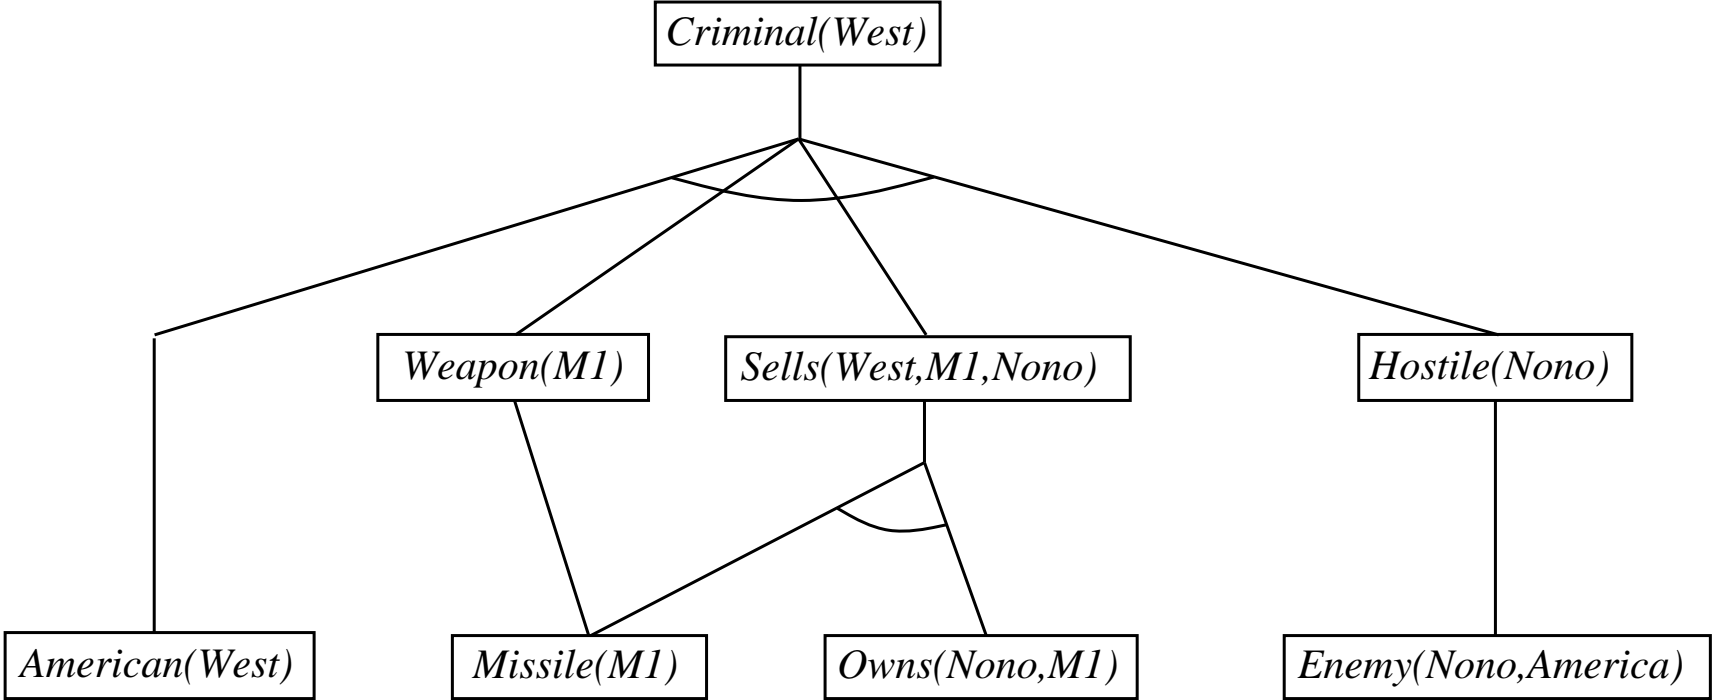 Criminal(West)
Weapon(M1)
Sells(West,M1,Nono)
Hostile(Nono)
American(West)
Missile(M1)
Owns(Nono,M1)
Enemy(Nono,America)